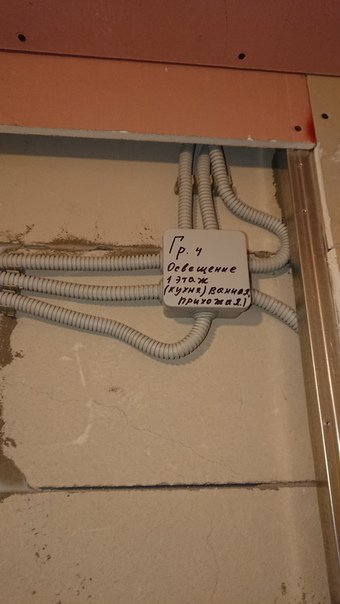 Гр. 4
Освещение
1 этаж
(кухня) ванная,
прихожая.)